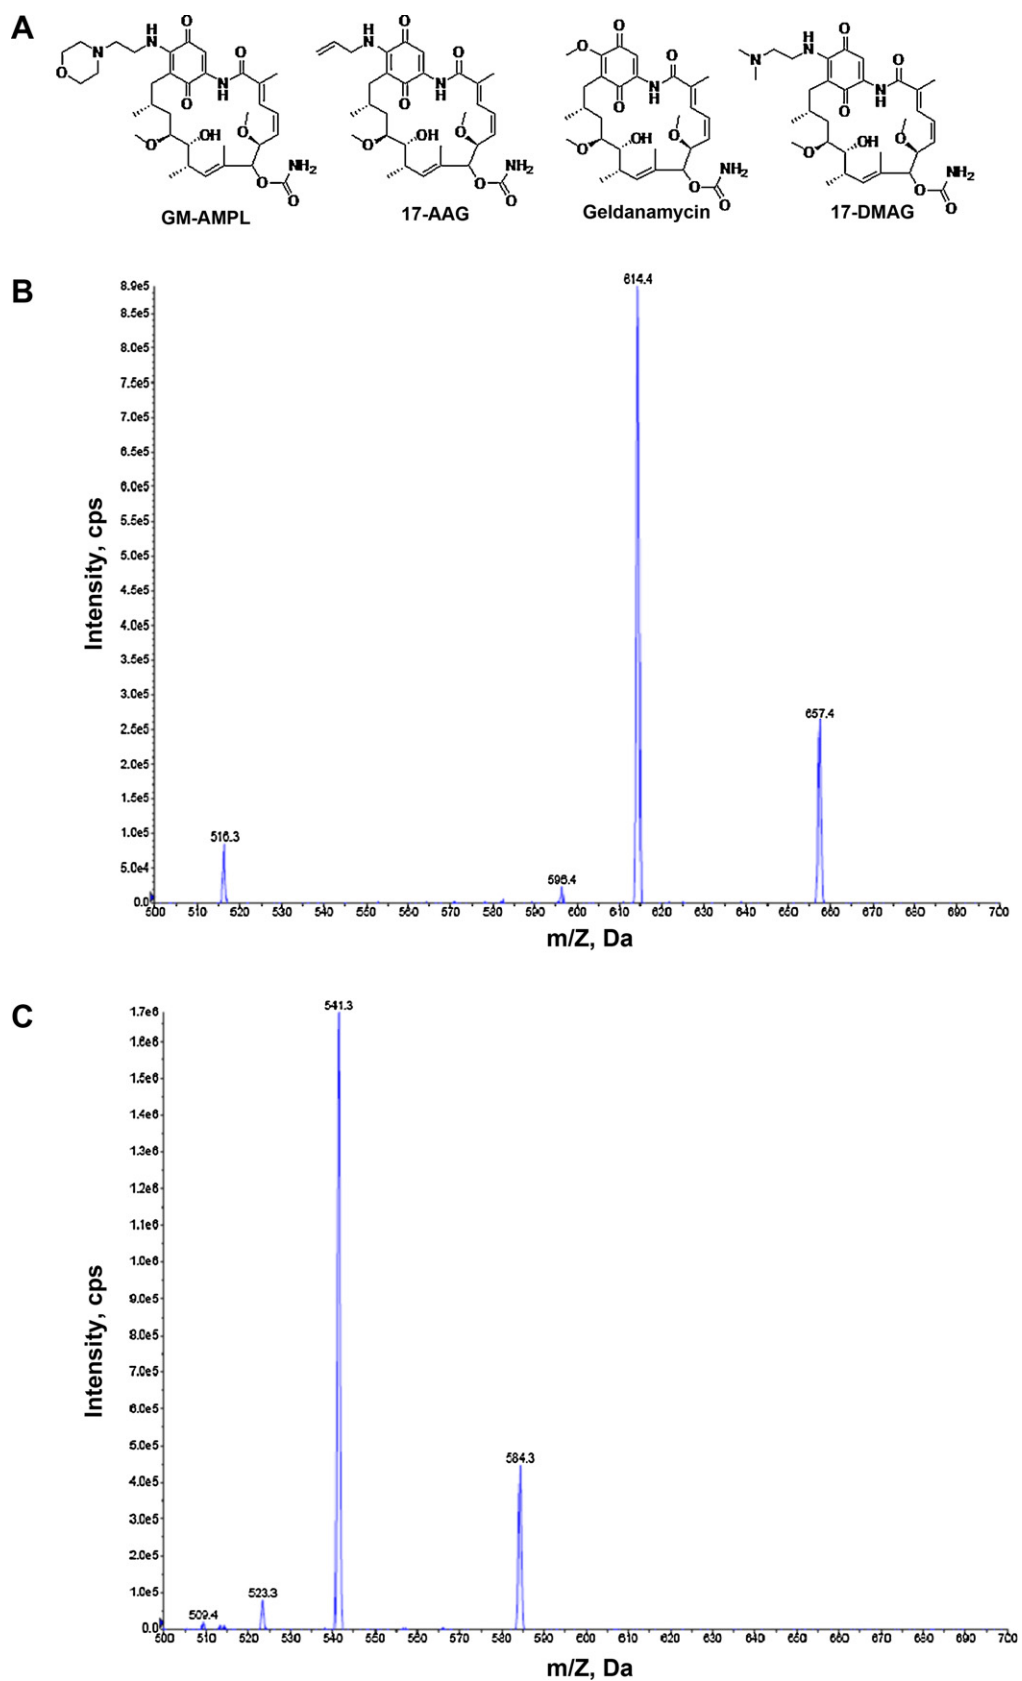 A
GM-AMPL
17-AAG
Geldanamycin
17-DMAG
O
H
N
N
O
O
O
N
H
O
OH
O
O
NH2
O
H
N
O
O
N
H
O
OH
O
O
NH2
O
O
O
O
N
H
O
OH
O
O
NH2
O
H
N
N
O
O
N
H
O
OH
O
O
NH2
O
B
Intensity, cps
8.9e5
8.5e5
8.0e5
7.5e5
7.0e5
6.5e5
6.0e5
5.5e5
5.0e5
4.5e5
4.0e5
3.5e5
3.0e5
2.5e5
2.0e5
1.5e5
1.0e5
5.0e4
0.0
614.4
657.4
516.3
596.4
500 510 520 530 540 550 560 570 580 590 600 610 620 630 640 650 660 670 680 690 700
m/Z, Da
C
Intensity, cps
1.7e6
1.6e6
1.5e6
1.4e6
1.3e6
1.2e6
1.1e6
1.0e6
9.0e5
8.0e5
7.0e5
6.0e5
5.0e5
4.0e5
3.0e5
2.0e5
1.0e5
0.0
541.3
584.3
523.3
509.4
500 510 520 530 540 550 560 570 580 590 600 610 620 630 640 650 660 670 680 690 700
m/Z, Da